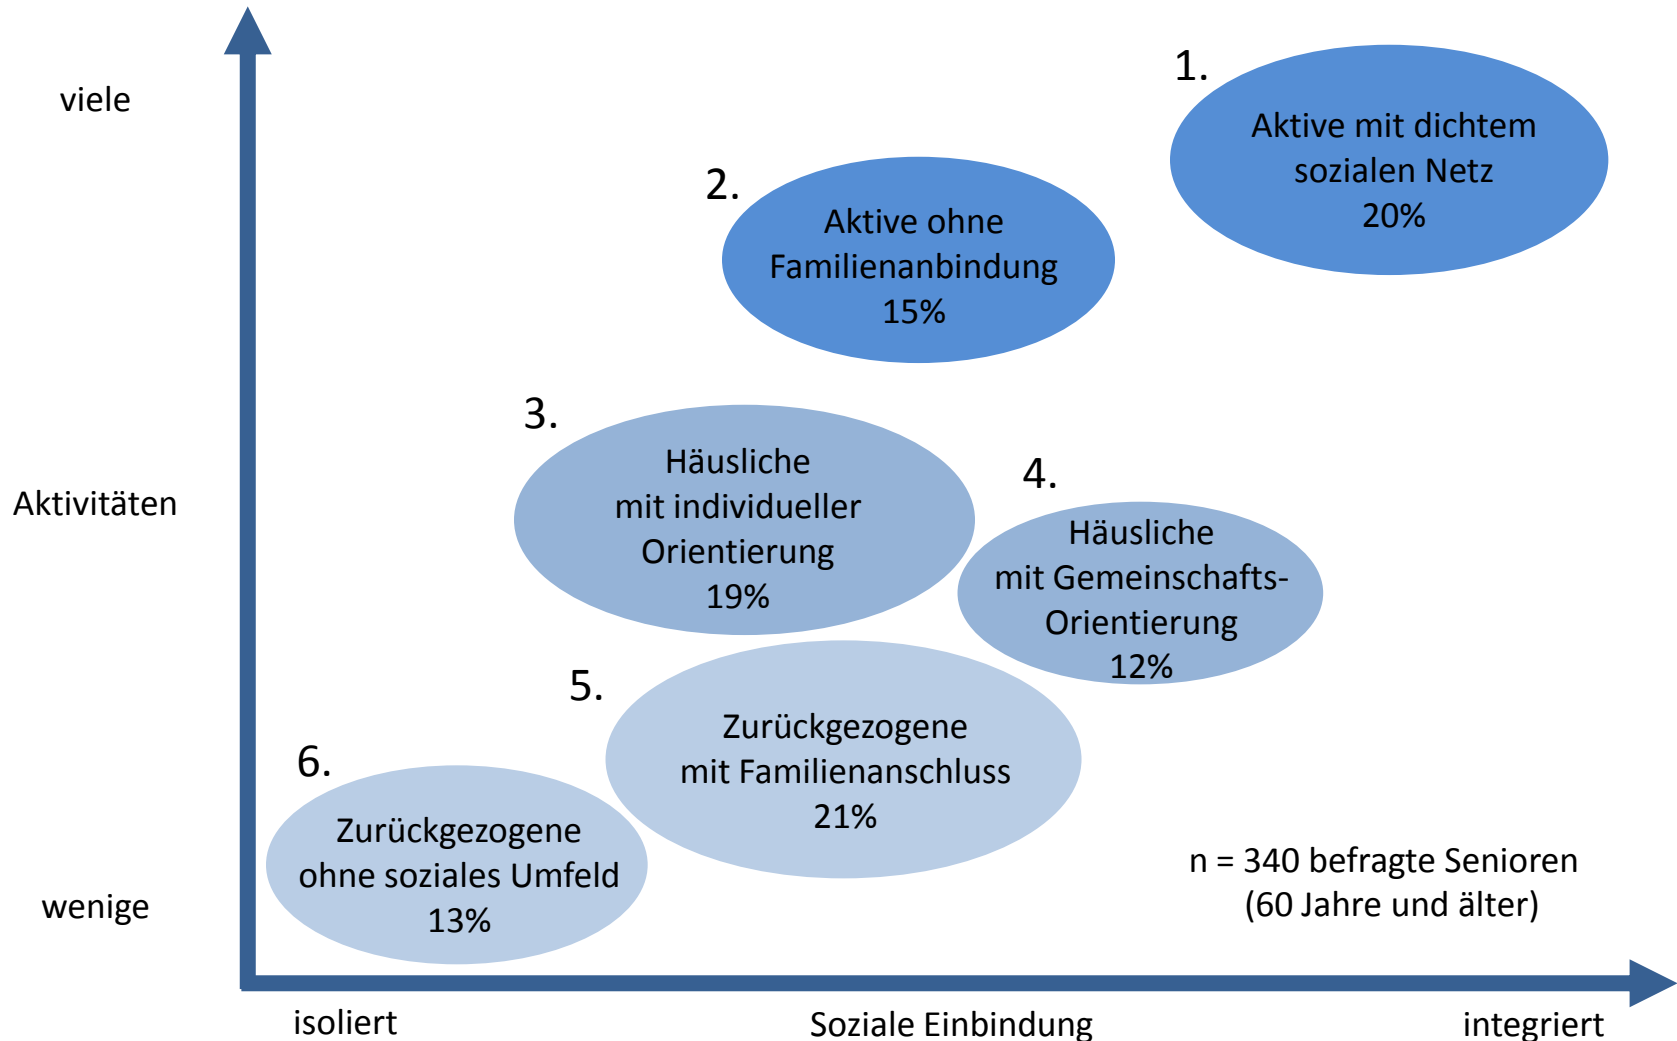 viele
1.
Aktive mit dichtem
sozialen Netz
20%
2.
Aktive ohne
Familienanbindung
15%
3.
Häusliche
mit individueller
Orientierung
19%
Aktivitäten
4.
Häusliche
mit Gemeinschafts-
Orientierung
12%
5.
Zurückgezogene
mit Familienanschluss
21%
6.
Zurückgezogene
ohne soziales Umfeld
13%
n = 340 befragte Senioren
(60 Jahre und älter)
wenige
isoliert
Soziale Einbindung
integriert